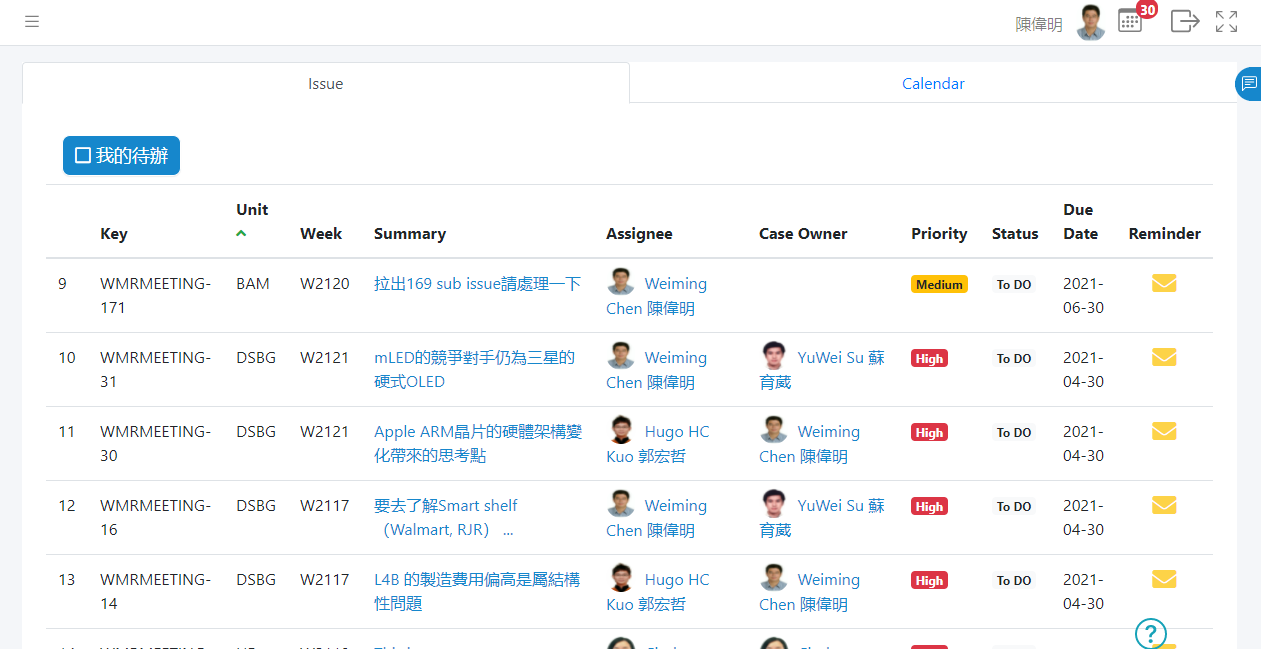 陳偉明
30
Issue
Calendar
我的待辦
Key
Unit
Week
Summary
Assignee
Case Owner
Priority
Status
Due
Date
Reminder
9
WMRMEETING-
171
BAM
W2120
拉出169 sub issue請處理一下
Weiming
Chen 陳偉明
Medium
To DO
2021-
06-30
10
WMRMEETING-
31
DSBG
W2121
mLED的競爭對手仍為三星的
硬式OLED
Weiming
Chen 陳偉明
YuWei Su 蘇
育葳
High
To DO
2021-
04-30
11
WMRMEETING-
30
DSBG
W2121
Apple ARM晶片的硬體架構變
化帶來的思考點
Hugo HC
Kuo 郭宏哲
Weiming
Chen 陳偉明
High
To DO
2021-
04-30
12
WMRMEETING-
16
DSBG
W2117
要去了解Smart shelf
（Walmart, RJR） ...
Weiming
Chen 陳偉明
YuWei Su 蘇
育葳
High
To DO
2021-
04-30
13
WMRMEETING-
14
DSBG
W2117
L4B 的製造費用偏高是屬結構
性問題
Hugo HC
Kuo 郭宏哲
Weiming
Chen 陳偉明
High
To DO
2021-
04-30
?